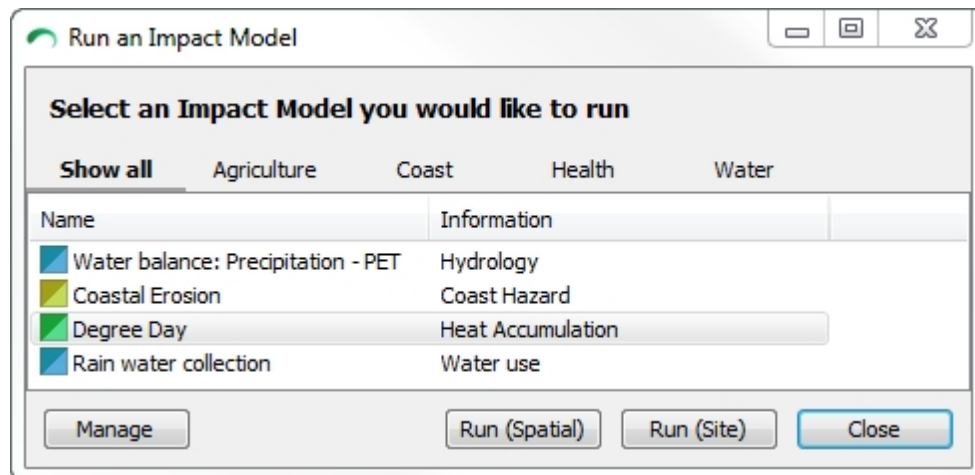 Run an Impact Model
Select an Impact Model you would like to run
Show all Agriculture Coast Health Water
Name Information
Water balance: Precipitation - PET Hydrology
Coastal Erosion Coast Hazard
Degree Day Heat Accumulation
Rain water collection Water use
Manage Run (Spatial) Run (Site) Close